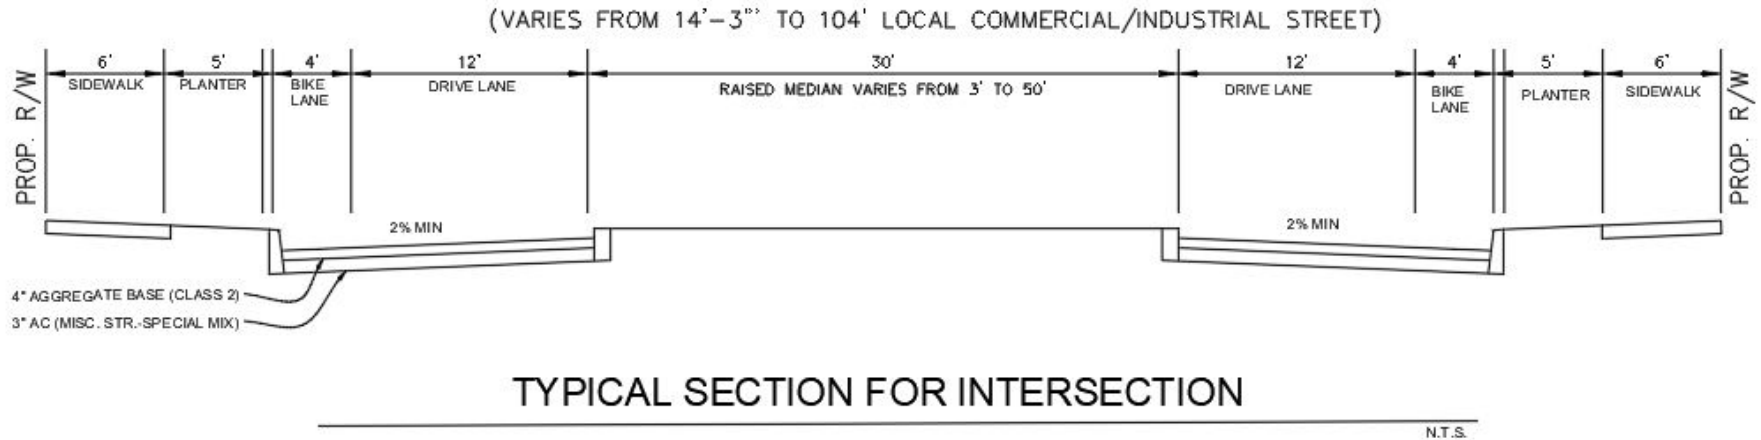 (VARIES FROM 14'-3"" TO 104' LOCAL COMMERCIAL/INDUSTRIAL STREET)
6' 5' 4' 12' 30' 12' 4' 5' 6'
SIDEWALK PLANTER BIKE LANE DRIVE LANE RAISED MEDIAN VARIES FROM 3' TO 50' DRIVE LANE BIKE LANE PLANTER SIDEWALK
PROP. R/W
PROP. R/W
2% MIN
2% MIN
4" AGGREGATE BASE (CLASS 2)
3" AC (MISC. STR.-SPECIAL MIX)
TYPICAL SECTION FOR INTERSECTION
N.T.S.